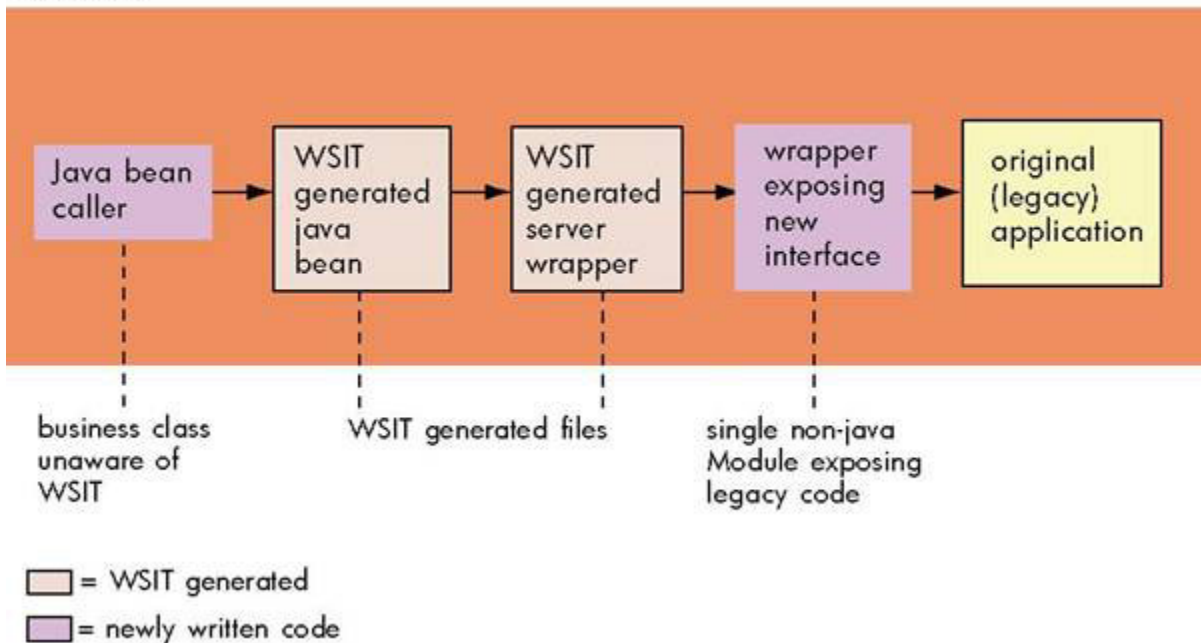 Java bean
caller
WSIT
generated
java
bean
WSIT
generated
server
wrapper
wrapper
exposing
new
interface
original
(legacy)
application
business class
unaware of
WSIT
WSIT generated files
single non-java
Module exposing
legacy code
= WSIT generated
= newly written code